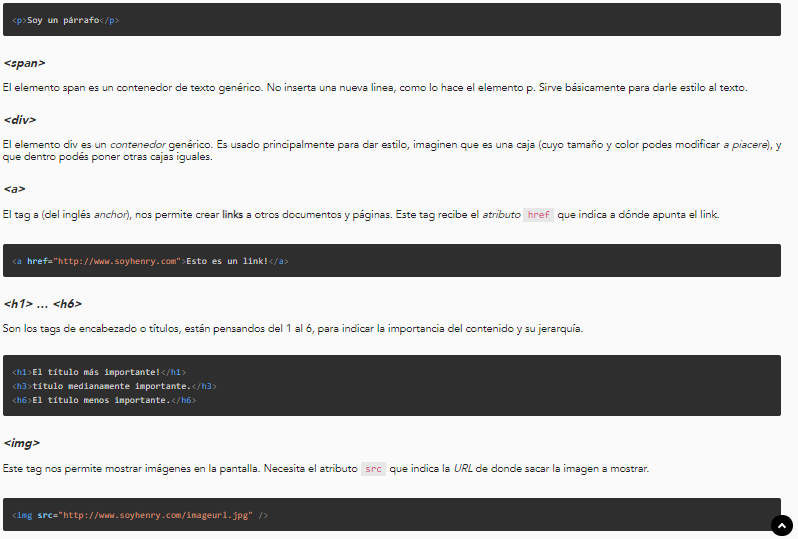 <p>Soy un párrafo</p>
<span>
El elemento span es un contenedor de texto genérico. No inserta una nueva linea, como lo hace el elemento p. Sirve básicamente para darle estilo al texto.
<div>
El elemento div es un contenedor genérico. Es usado principalmente para dar estilo, imaginen que es una caja (cuyo tamaño y color podes modificar a piacere), y
que dentro podés poner otras cajas iguales.
<a>
El tag a (del inglés anchor), nos permite crear links a otros documentos y páginas. Este tag recibe el atributo href que indica a dónde apunta el link.
<a href="http://www.soyhenry.com">Esto es un link!</a>
<h1> ... <h6>
Son los tags de encabezado o títulos, están pensandos del 1 al 6, para indicar la importancia del contenido y su jerarquía.
<h1>El título más importante!</h1>
<h3>título medianamente importante.</h3>
<h6>El título menos importante.</h6>
<img>
Este tag nos permite mostrar imágenes en la pantalla. Necesita el atributo src que indica la URL de donde sacar la imagen a mostrar.
<img src="http://www.soyhenry.com/imageurl.jpg" />